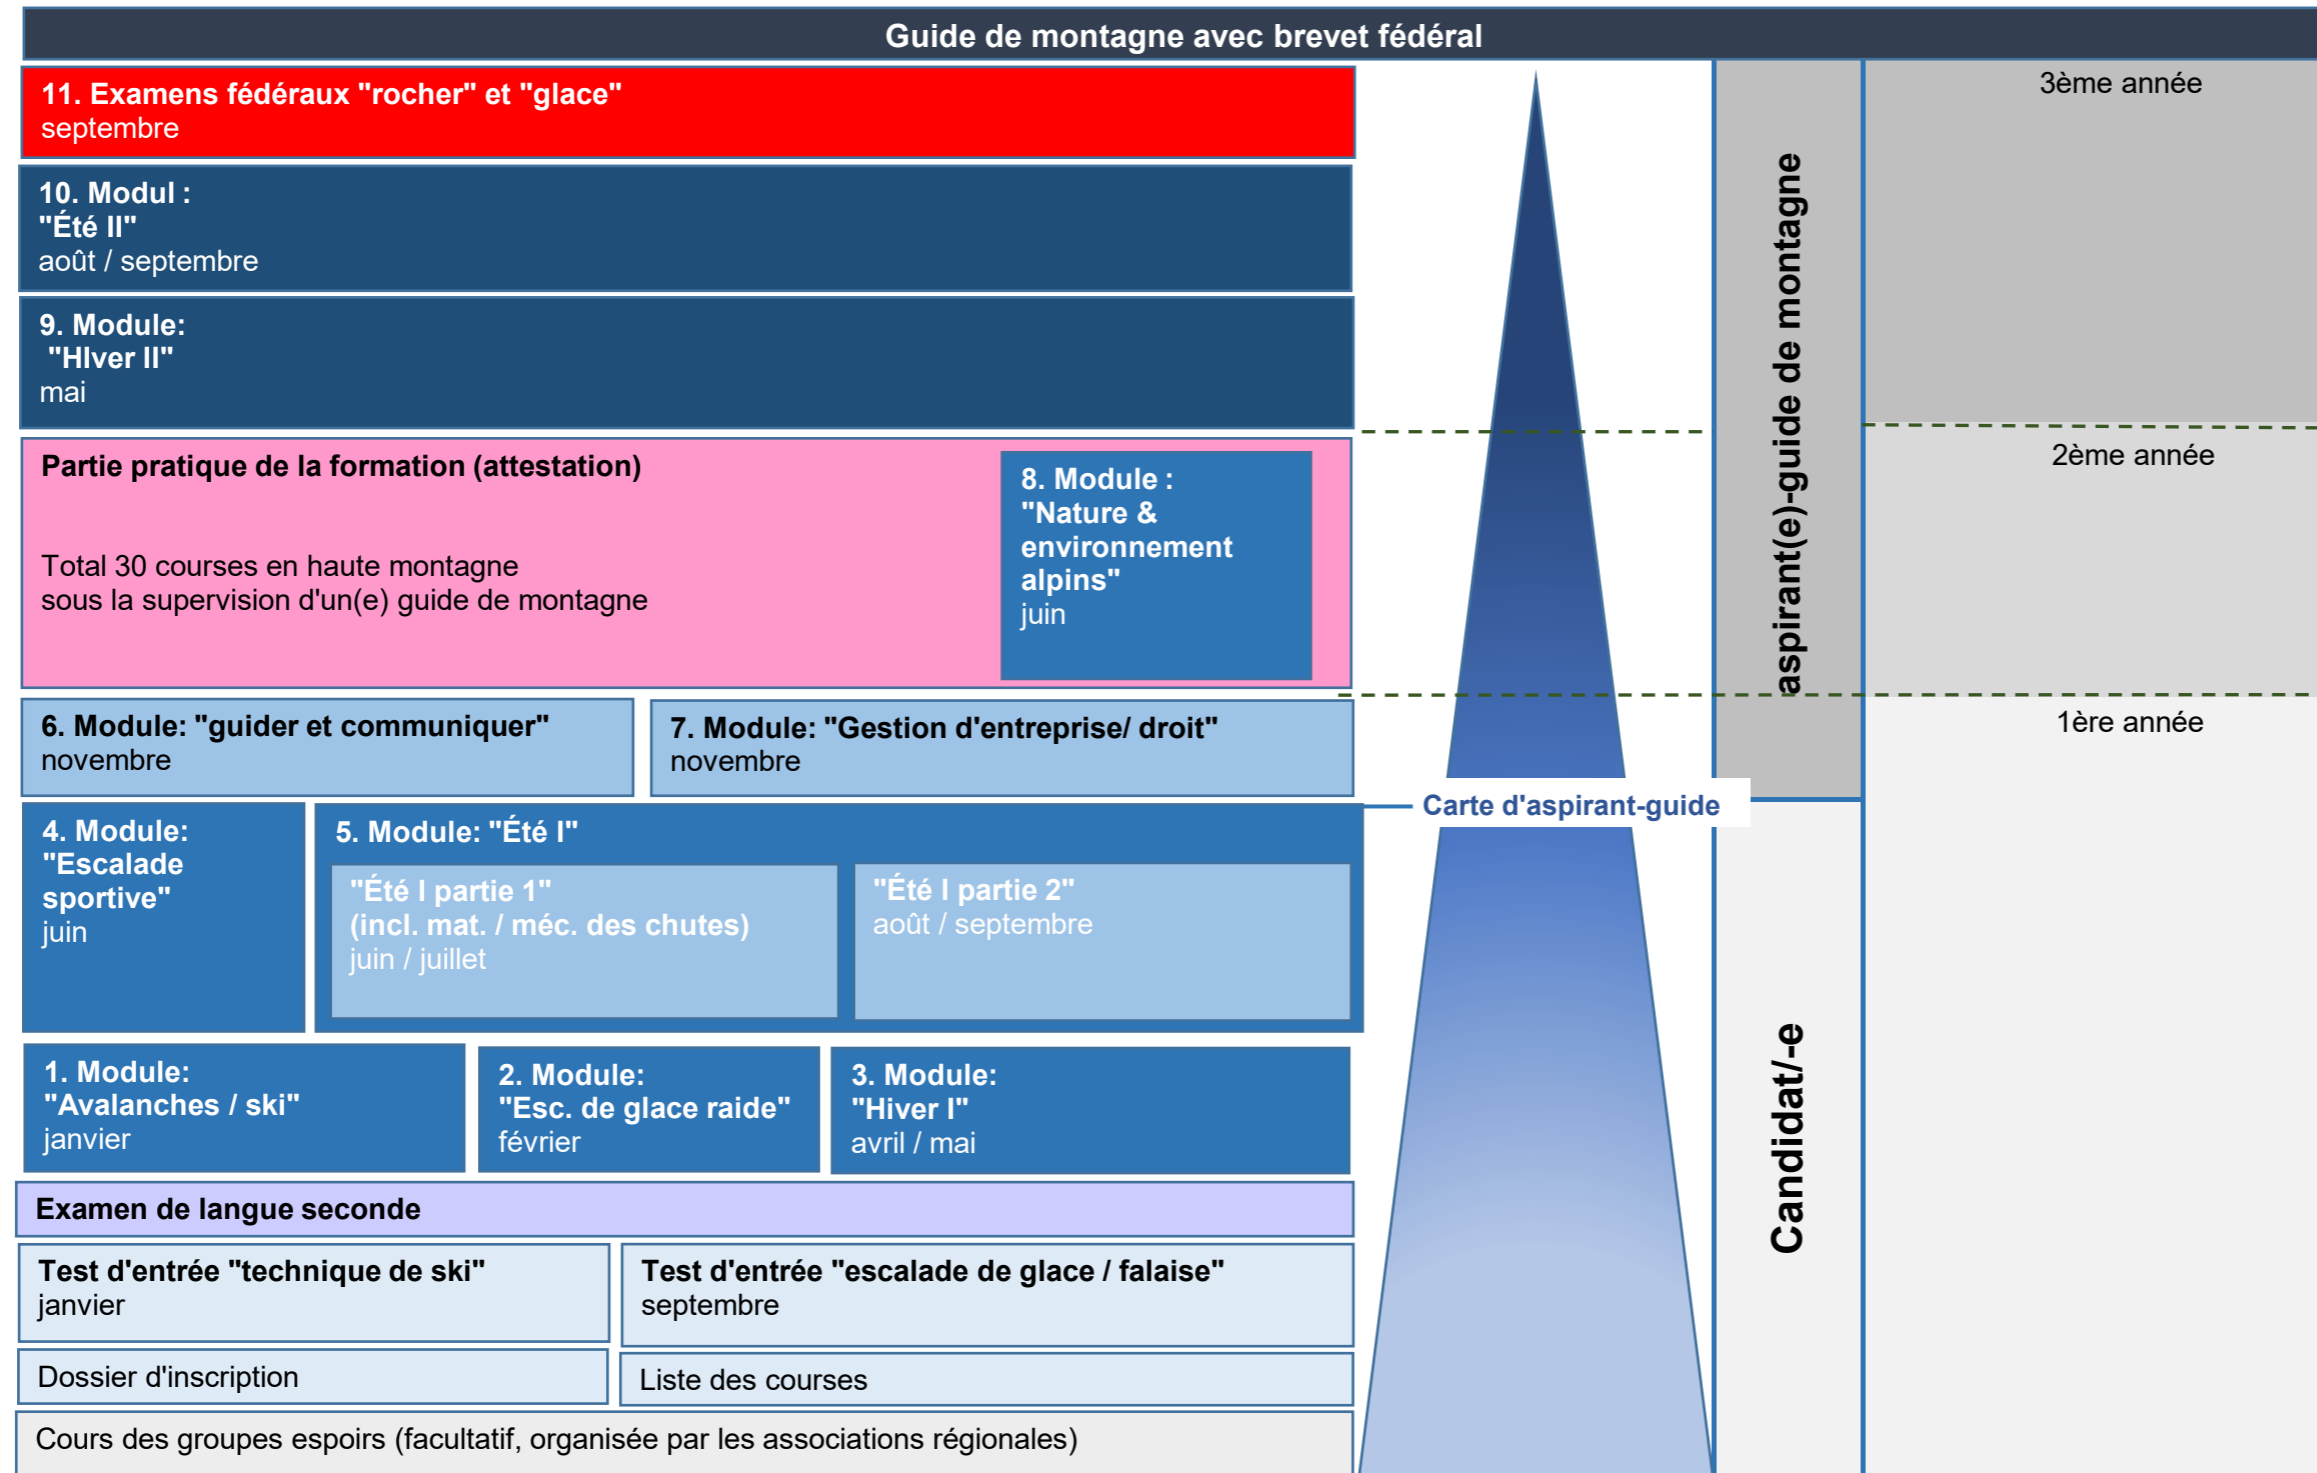 Guide de montagne avec brevet fédéral
11. Examens fédéraux "rocher" et "glace"
septembre
10. Modul :
"Été II"
août / septembre
9. Module:
"HIver II"
mai
Partie pratique de la formation (attestation)
Total 30 courses en haute montagne
sous la supervision d'un(e) guide de montagne
8. Module :
"Nature &
environnement
alpins"
juin
6. Module: "guider et communiquer"
novembre
7. Module: "Gestion d'entreprise/ droit"
novembre
4. Module:
"Escalade
sportive"
juin
5. Module: "Été I"
"Été I partie 1"
(incl. mat. / méc. des chutes)
juin / juillet
"Été I partie 2"
août / septembre
1. Module:
"Avalanches / ski"
janvier
2. Module:
"Esc. de glace raide"
février
3. Module:
"Hiver I"
avril / mai
Examen de langue seconde
Test d'entrée "technique de ski"
janvier
Test d'entrée "escalade de glace / falaise"
septembre
Dossier d'inscription
Liste des courses
Cours des groupes espoirs (facultatif, organisée par les associations régionales)
Carte d'aspirant-guide
aspirant(e)-guide de montagne
Candidat/-e
3ème année
2ème année
1ère année